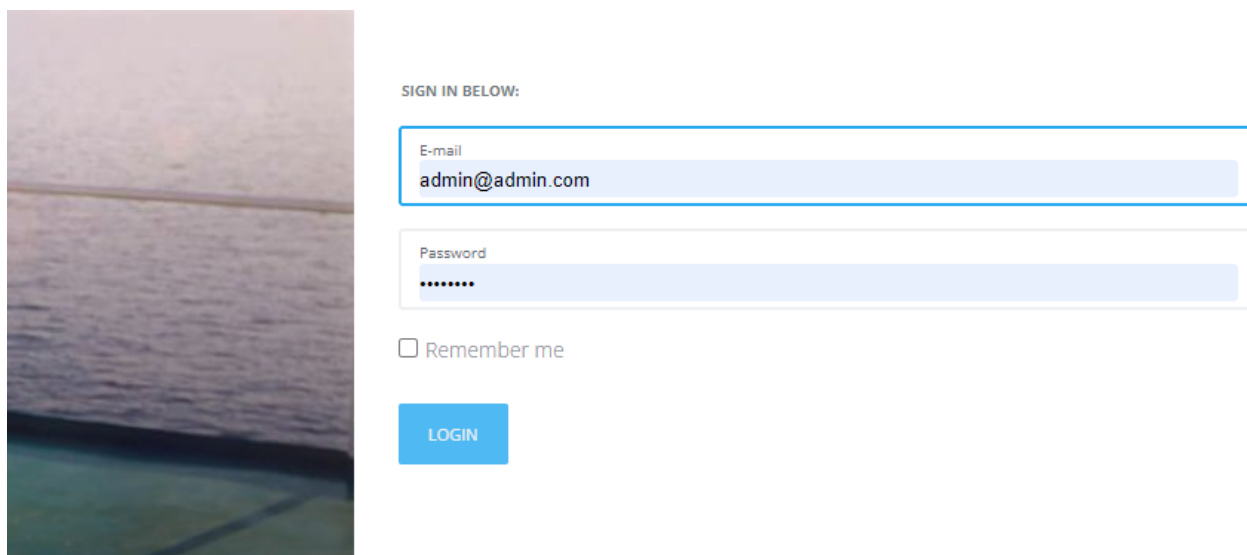 SIGN IN BELOW:
E-mail
admin@admin.com
Password
••••••••
Remember me
LOGIN